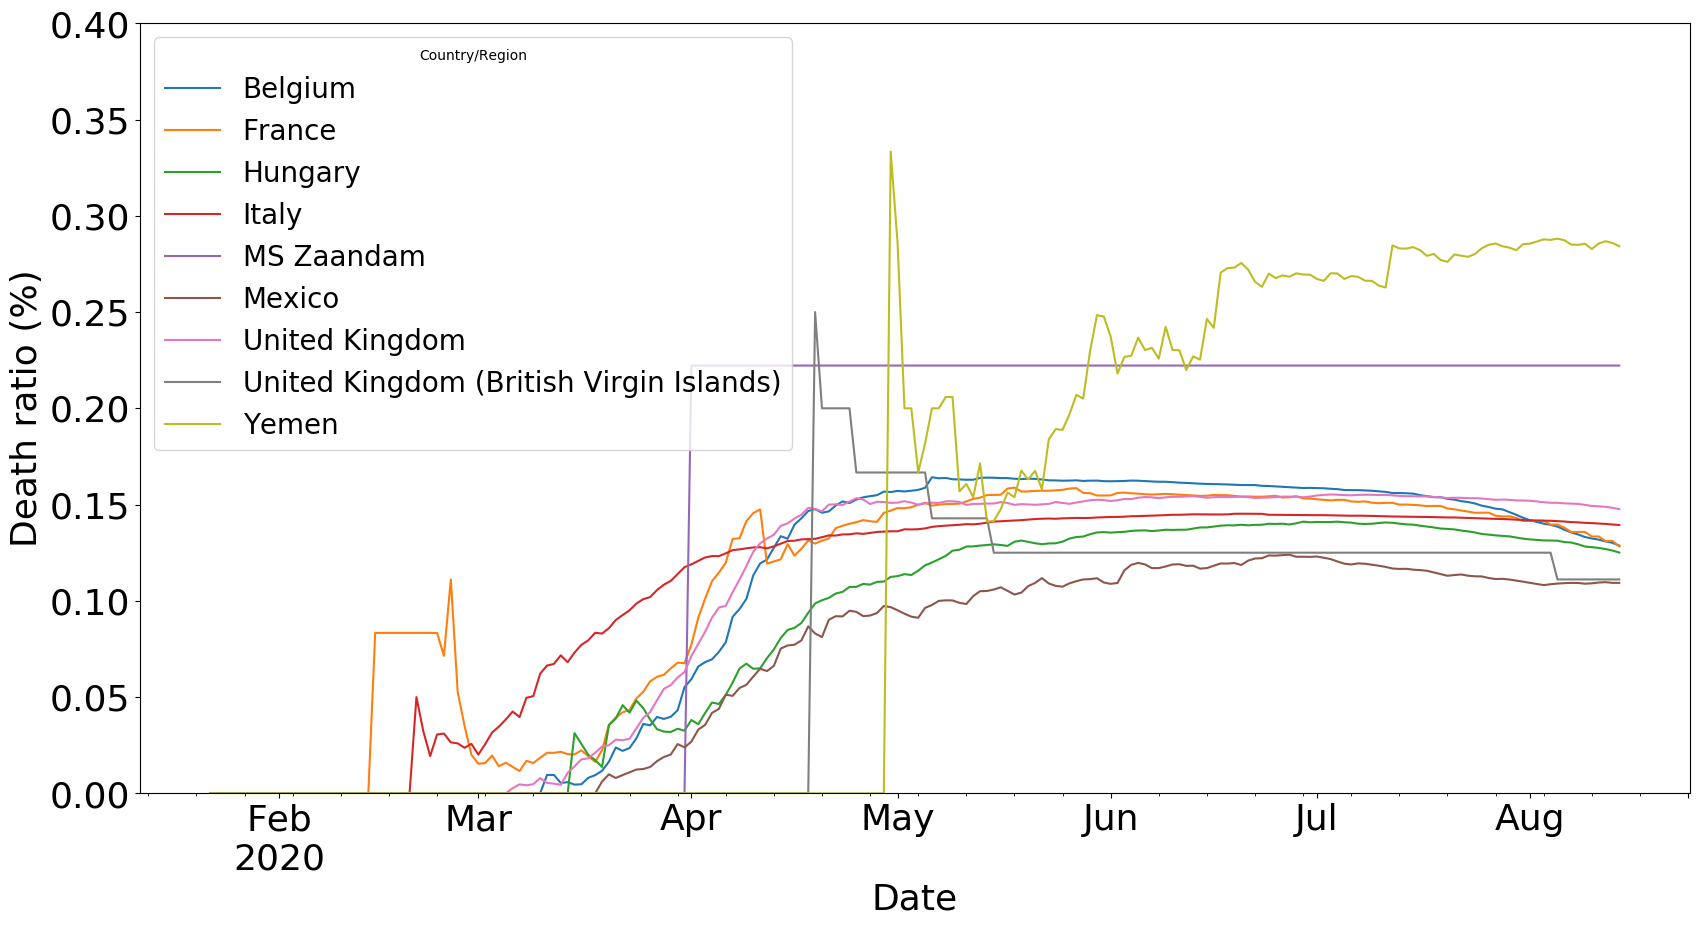 0.40
0.35
0.30
0.25
0.20
0.15
0.10
0.05
0.00
Death ratio (%)
Country/Region
Belgium
France
Hungary
Italy
MS Zaandam
Mexico
United Kingdom
United Kingdom (British Virgin Islands)
Yemen
Feb Mar Apr May Jun Jul Aug
2020
Date